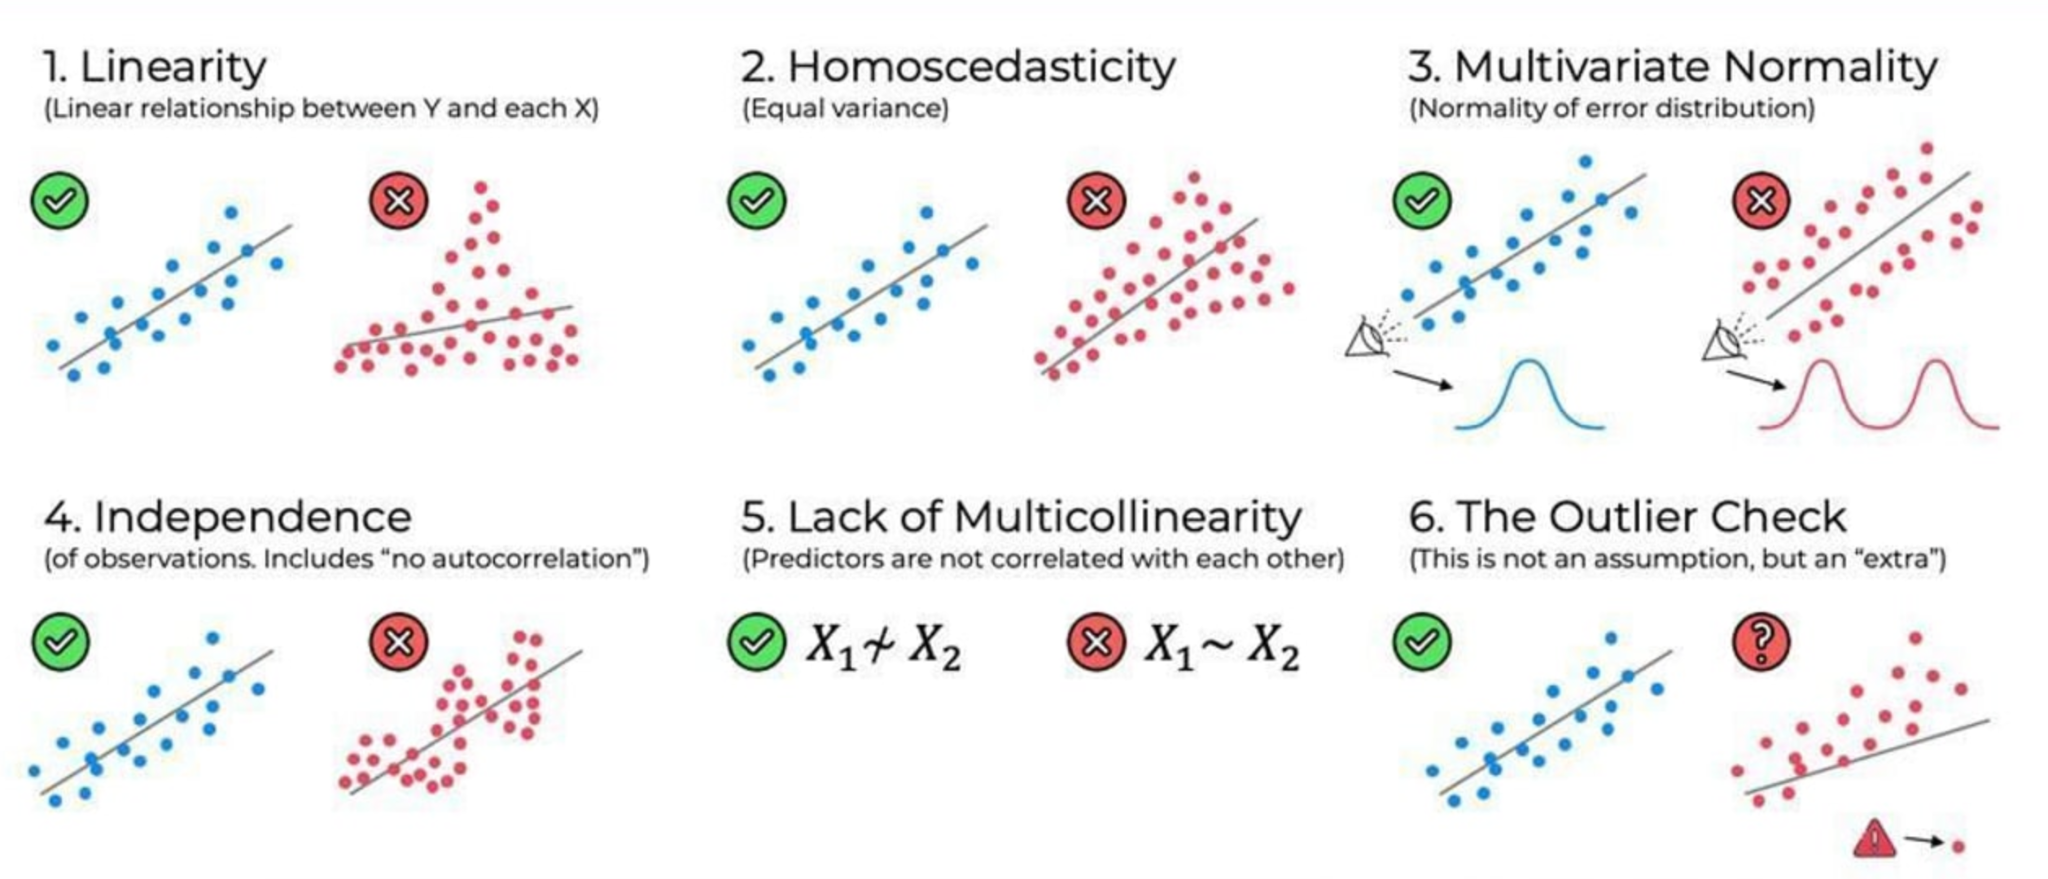 1. Linearity
(Linear relationship between Y and each X)
2. Homoscedasticity
(Equal variance)
3. Multivariate Normality
(Normality of error distribution)
4. Independence
(of observations. Includes “no autocorrelation”)
5. Lack of Multicollinearity
(Predictors are not correlated with each other)
X₁ ≁ X₂
X₁ ~ X₂
6. The Outlier Check
(This is not an assumption, but an “extra”)
?
!